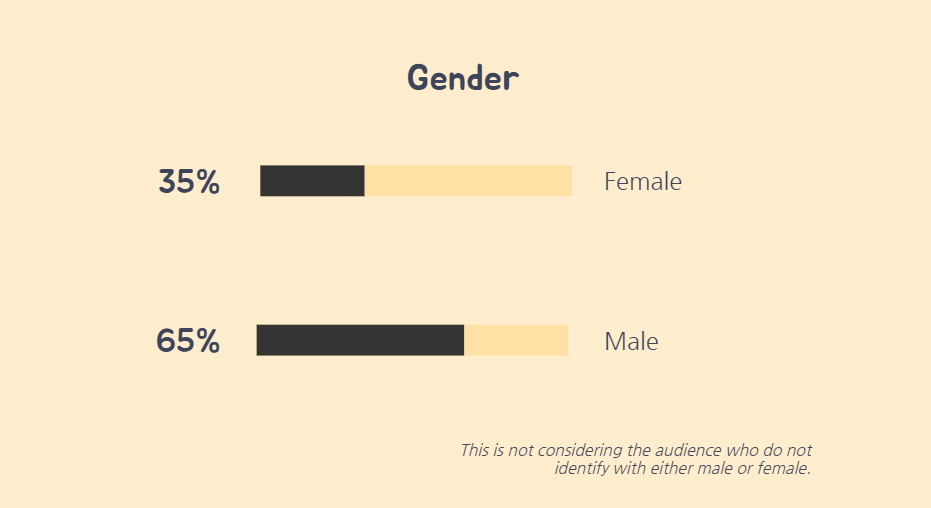 Gender
35% Female
65% Male
This is not considering the audience who do not
identify with either male or female.